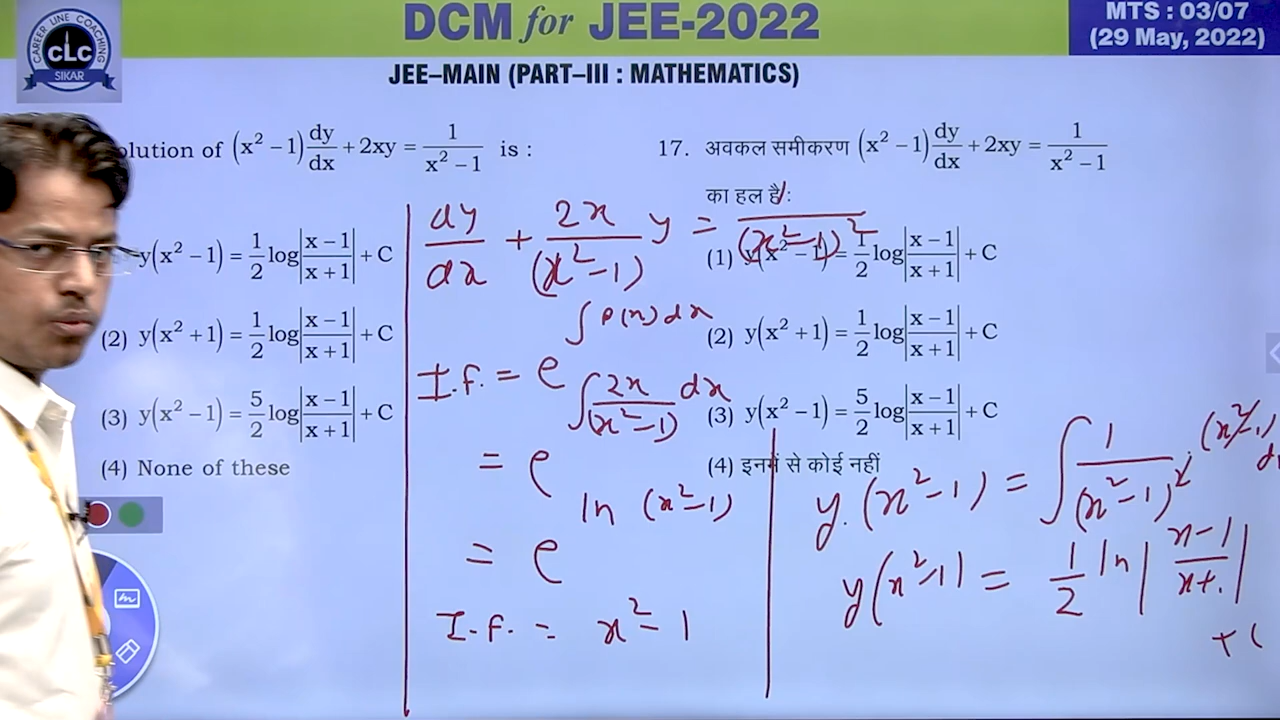 DCM for JEE-2022
MTS : 03/07
(29 May, 2022)
CAREER LINE COACHING
CLC
SIKAR
JEE–MAIN (PART–III : MATHEMATICS)
olution of (x² − 1) dy/dx + 2xy = 1/(x² − 1) is :
y(x² − 1) = 1/2 log|(x − 1)/(x + 1)| + C
(2) y(x² + 1) = 1/2 log|(x − 1)/(x + 1)| + C
(3) y(x² − 1) = 5/2 log|(x − 1)/(x + 1)| + C
(4) None of these
17. अवकल समीकरण (x² − 1) dy/dx + 2xy = 1/(x² − 1)
का हल है :
(1) y(x² − 1) = 1/2 log|(x − 1)/(x + 1)| + C
(2) y(x² + 1) = 1/2 log|(x − 1)/(x + 1)| + C
(3) y(x² − 1) = 5/2 log|(x − 1)/(x + 1)| + C
(4) इनमें से कोई नहीं
dy/dx + 2x/(x² − 1) y = 1/(x² − 1)²
I.f. = e^∫P(x)dx
= e^∫2x/(x² − 1) dx
= e^ln (x² − 1)
I.f. = x² − 1
y.(x² − 1) = ∫ 1/(x² − 1)² . (x² − 1) d
y(x² − 1) = 1/2 ln|(x − 1)/(x + 1)|
+ C